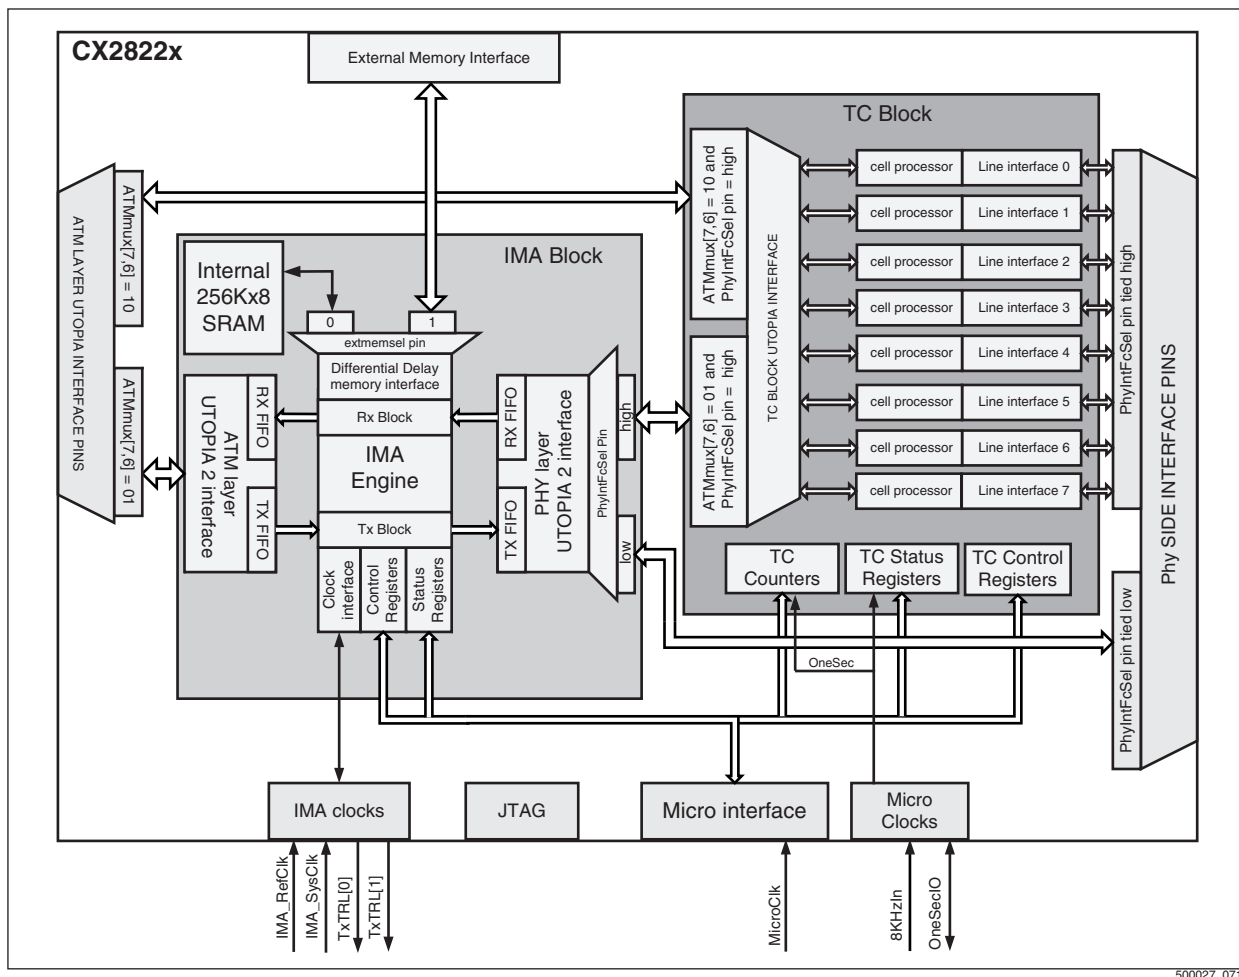 CX2822x
External Memory Interface
TC Block
ATM LAYER UTOPIA INTERFACE PINS
ATMmux[7,6] = 10
ATMmux[7,6] = 01
IMA Block
Internal
256Kx8
SRAM
0
1
extmemsel pin
Differential Delay
memory interface
Rx Block
IMA
Engine
Tx Block
Clock
interface
Control
Registers
Status
Registers
ATM layer
UTOPIA 2 interface
RX FIFO
TX FIFO
RX FIFO
TX FIFO
PHY layer
UTOPIA 2 interface
PhyIntFcSel Pin
high
low
ATMmux[7,6] = 10 and
PhyIntFcSel pin = high
ATMmux[7,6] = 01 and
PhyIntFcSel pin = high
TC BLOCK UTOPIA INTERFACE
cell processor
Line interface 0
cell processor
Line interface 1
cell processor
Line interface 2
cell processor
Line interface 3
cell processor
Line interface 4
cell processor
Line interface 5
cell processor
Line interface 6
cell processor
Line interface 7
TC
Counters
TC Status
Registers
TC Control
Registers
OneSec
PhyIntFcSel pin tied high
PhyIntFcSel pin tied low
Phy SIDE INTERFACE PINS
IMA clocks
JTAG
Micro interface
Micro
Clocks
IMA_RefClk
IMA_SysClk
TxTRL[0]
TxTRL[1]
MicroClk
8KHzIn
OneSecIO
500027_071